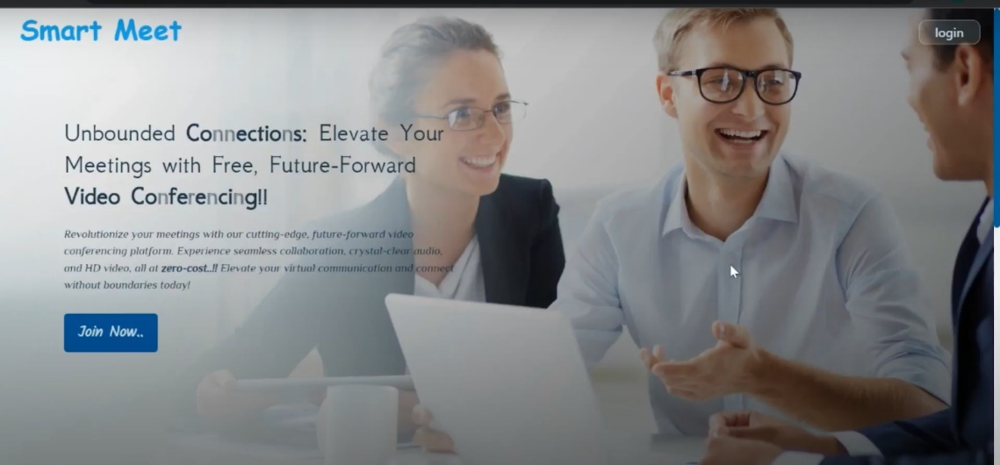 Smart Meet
login
Unbounded Connections: Elevate Your
Meetings with Free, Future-Forward
Video Conferencing!!
Revolutionize your meetings with our cutting-edge, future-forward video
conferencing platform. Experience seamless collaboration, crystal-clear audio,
and HD video, all at zero-cost..!! Elevate your virtual communication and connect
without boundaries today!
Join Now..